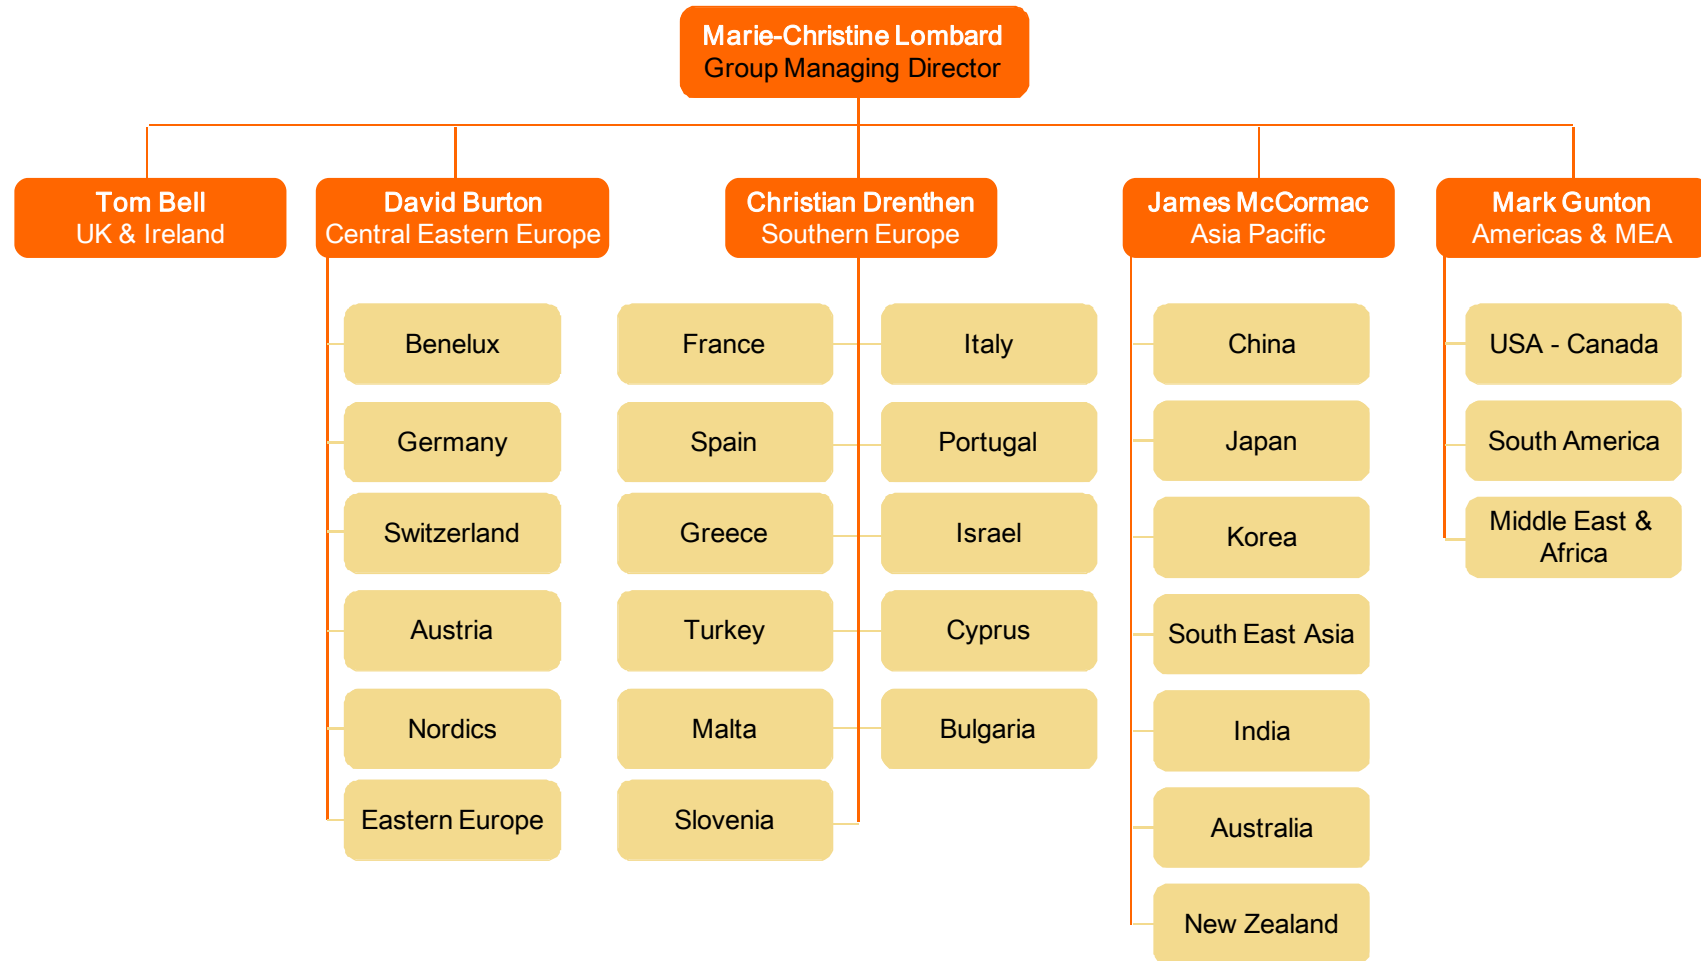 Marie-Christine Lombard
Group Managing Director
Tom Bell
UK & Ireland
David Burton
Central Eastern Europe
Christian Drenthen
Southern Europe
James McCormac
Asia Pacific
Mark Gunton
Americas & MEA
Benelux
Germany
Switzerland
Austria
Nordics
Eastern Europe
France
Italy
Spain
Portugal
Greece
Israel
Turkey
Cyprus
Malta
Bulgaria
Slovenia
China
Japan
Korea
South East Asia
India
Australia
New Zealand
USA - Canada
South America
Middle East &
Africa